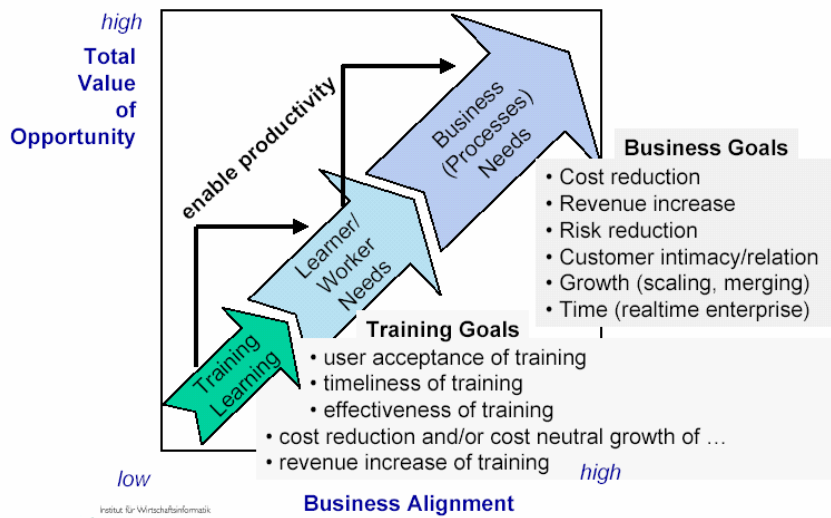 high
Total
Value
of
Opportunity
enable productivity
Business
(Processes)
Needs
Learner/
Worker
Needs
Training
Learning
Business Goals
• Cost reduction
• Revenue increase
• Risk reduction
• Customer intimacy/relation
• Growth (scaling, merging)
• Time (realtime enterprise)
Training Goals
• user acceptance of training
• timeliness of training
• effectiveness of training
• cost reduction and/or cost neutral growth of …
• revenue increase of training
low
high
Business Alignment
Institut für Wirtschaftsinformatik